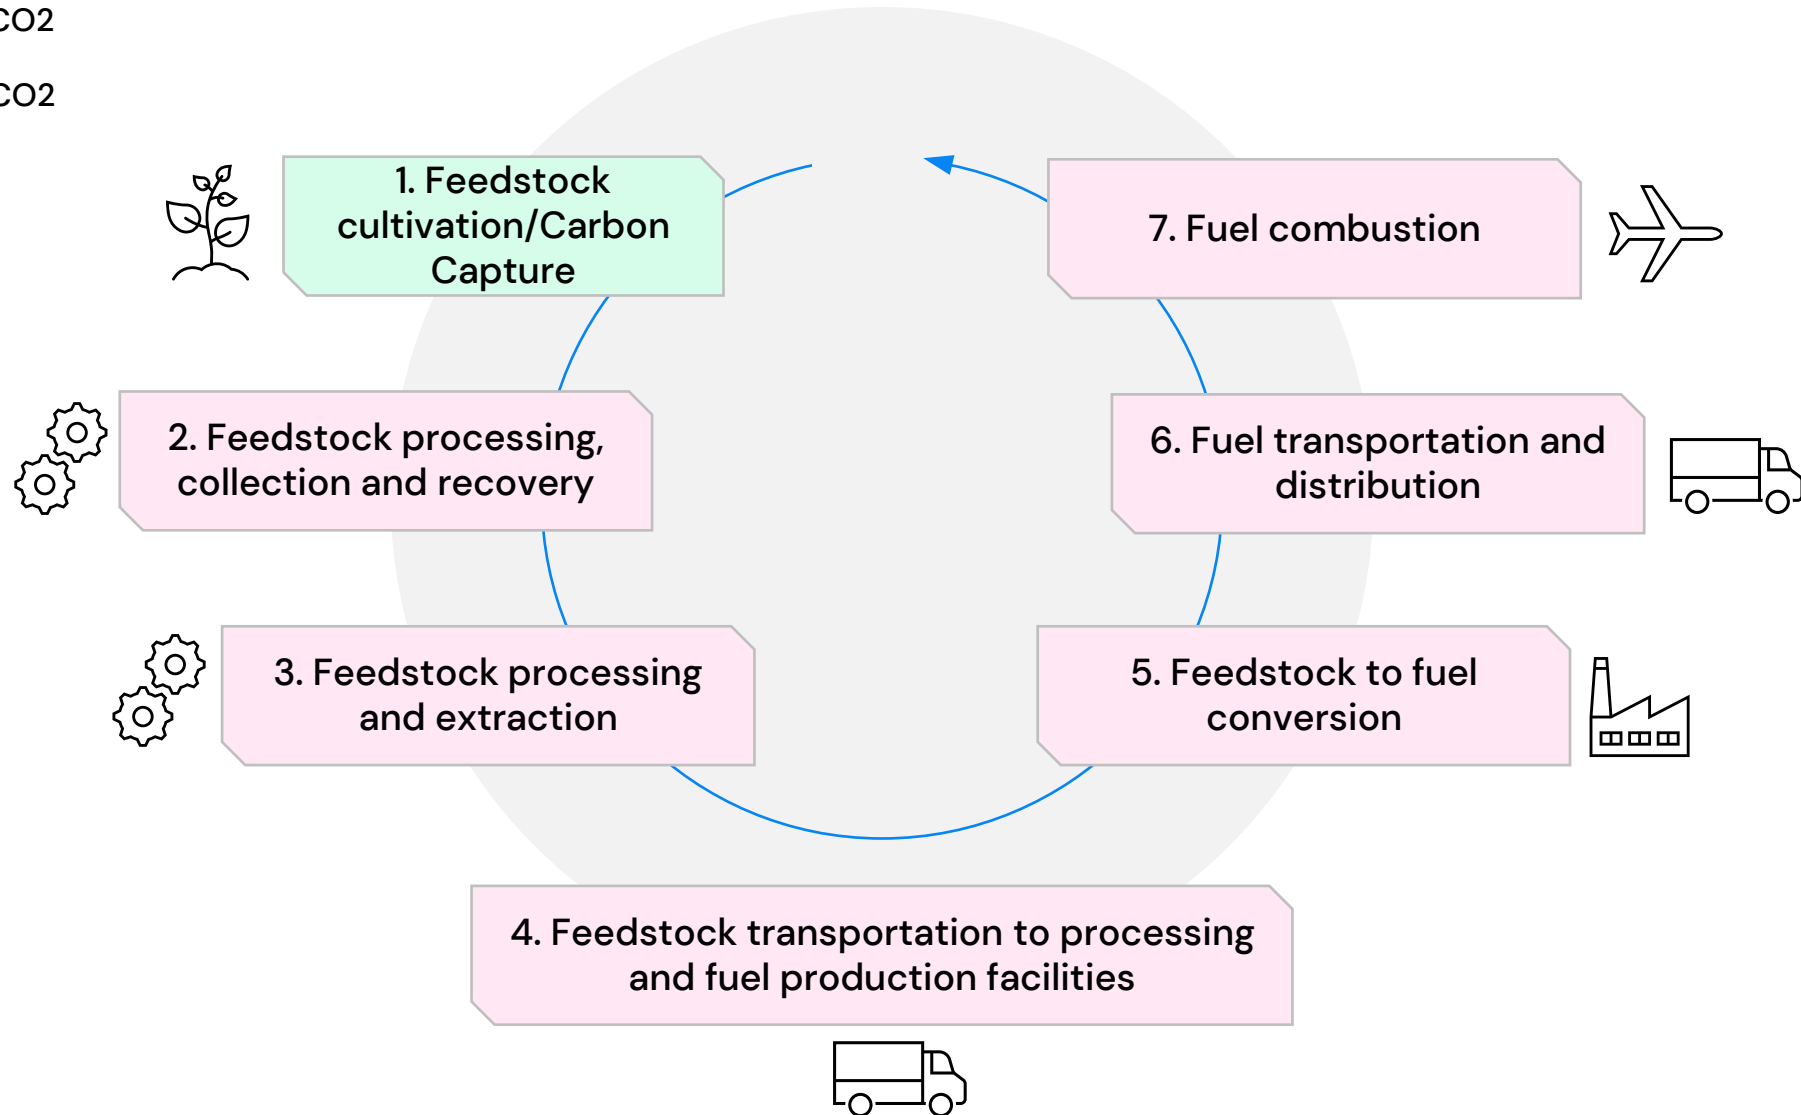 CO2
CO2
1. Feedstock
cultivation/Carbon
Capture
2. Feedstock processing,
collection and recovery
3. Feedstock processing
and extraction
4. Feedstock transportation to processing
and fuel production facilities
5. Feedstock to fuel
conversion
6. Fuel transportation and
distribution
7. Fuel combustion